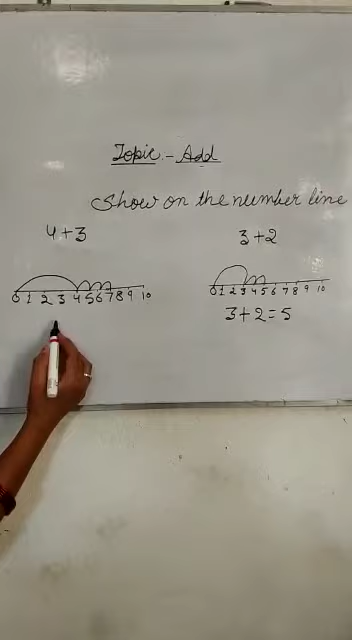 Topic - Add
Show on the number line
4+3
3+2
0 1 2 3 4 5 6 7 8 9 10
0 1 2 3 4 5 6 7 8 9 10
3+2=5